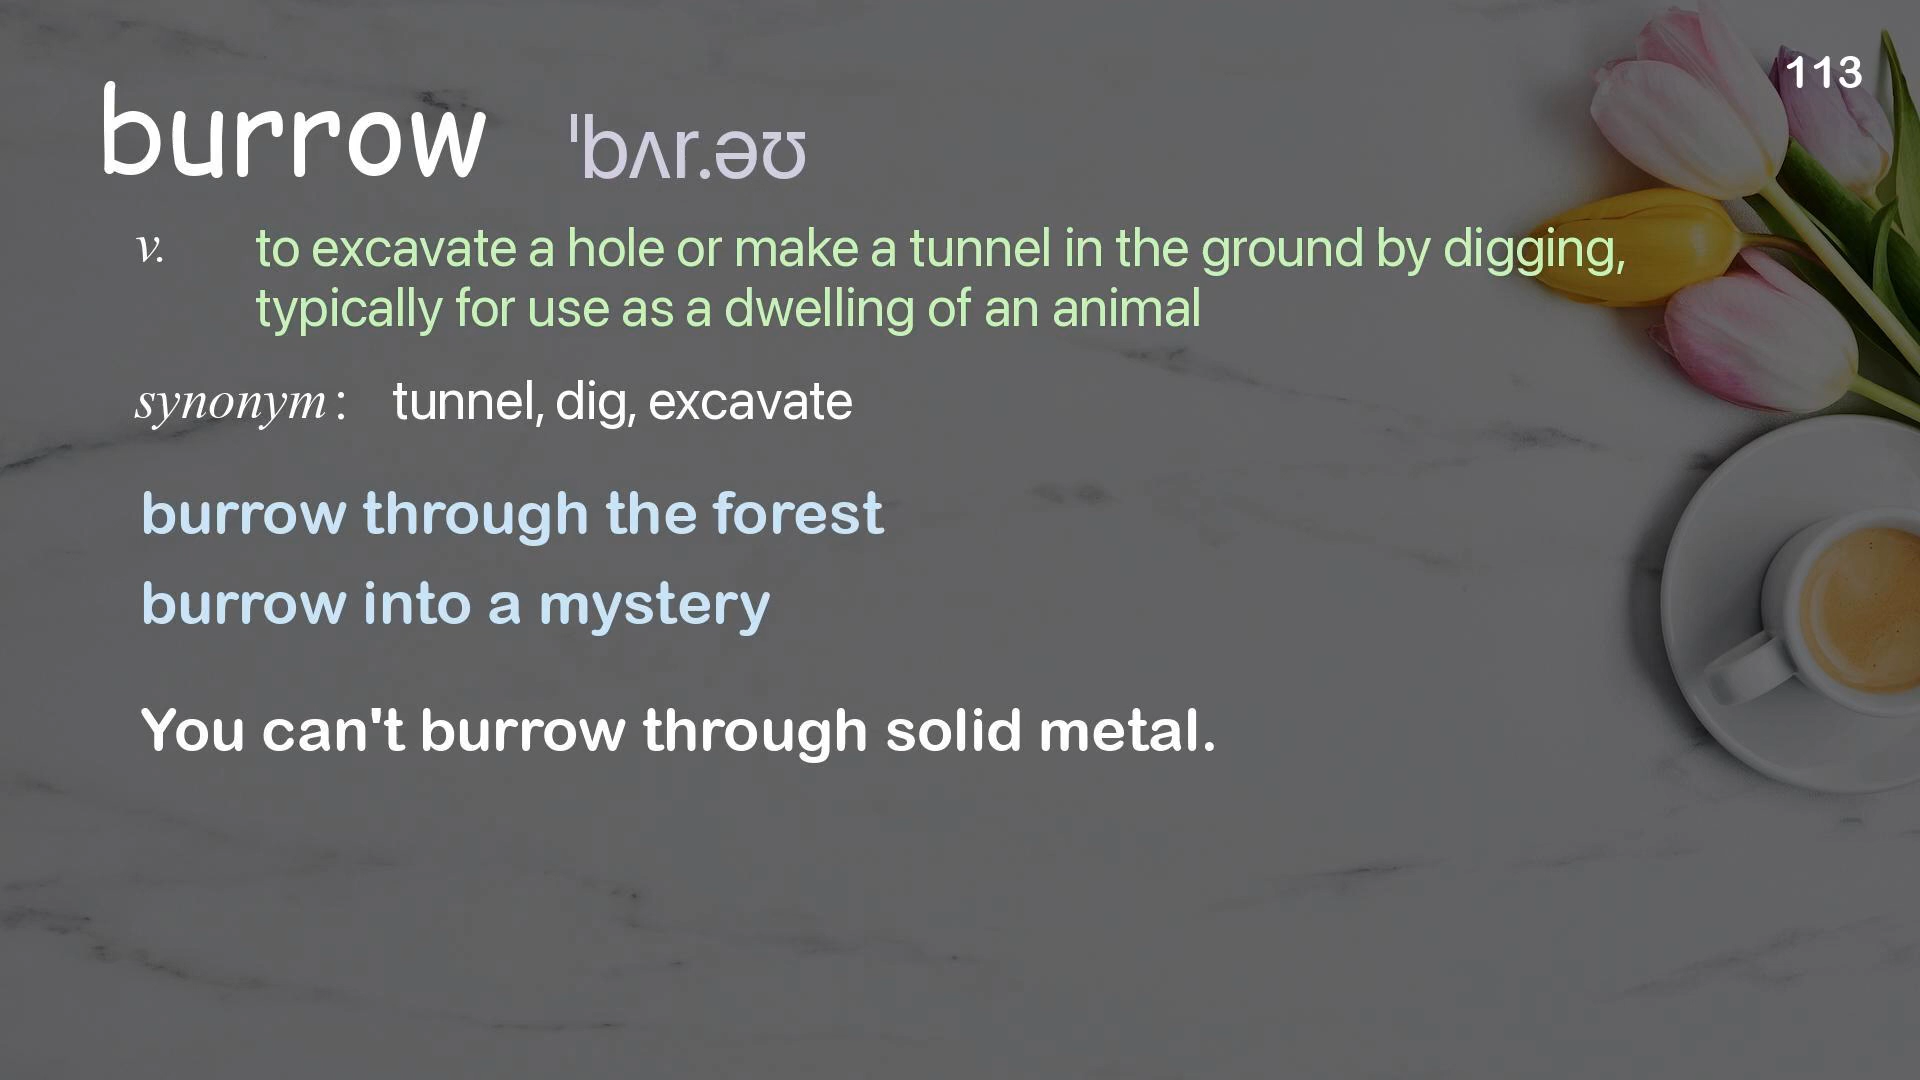 113
burrow ˈbʌr.əʊ
v. to excavate a hole or make a tunnel in the ground by digging,
typically for use as a dwelling of an animal
synonym : tunnel, dig, excavate
burrow through the forest
burrow into a mystery
You can't burrow through solid metal.